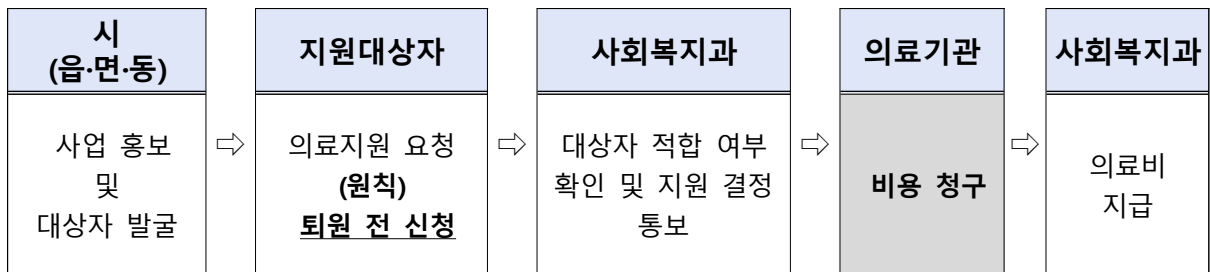 시
(읍·면·동)
사업 홍보
및
대상자 발굴
⇨
지원대상자
의료지원 요청
(원칙)
퇴원 전 신청
⇨
사회복지과
대상자 적합 여부
확인 및 지원 결정
통보
⇨
의료기관
비용 청구
⇨
사회복지과
의료비
지급